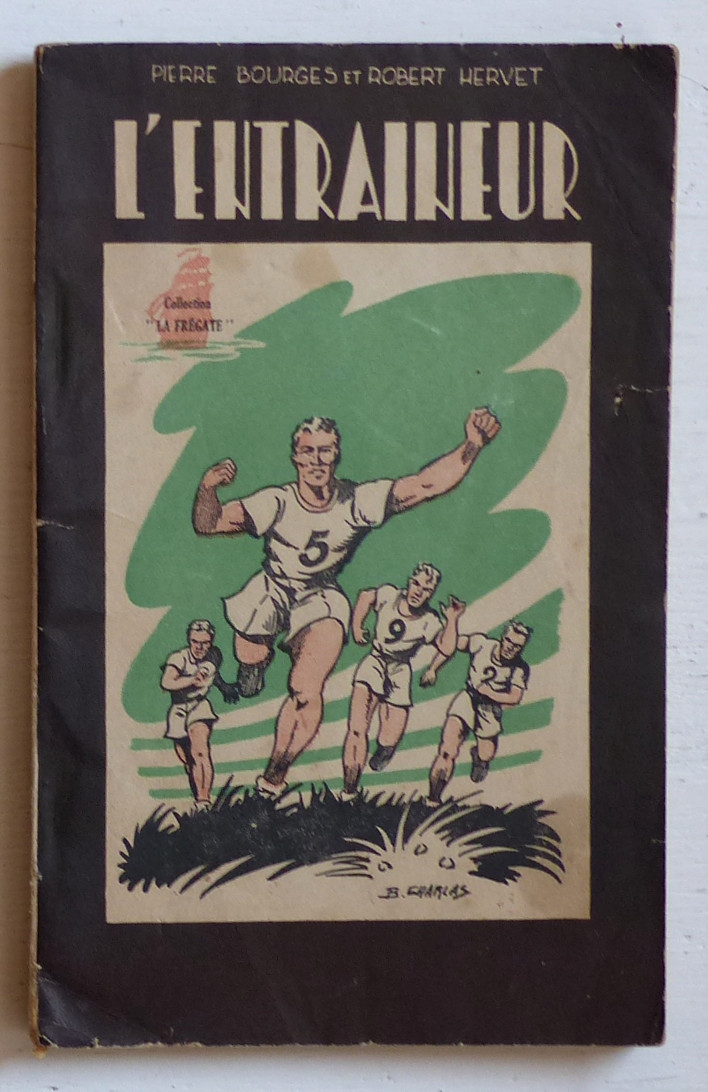 PIERRE BOURGES ET ROBERT HERVET
L'ENTRAINEUR
Collection
"LA FRÉGATE"
5
9
2
B. CHARLAS